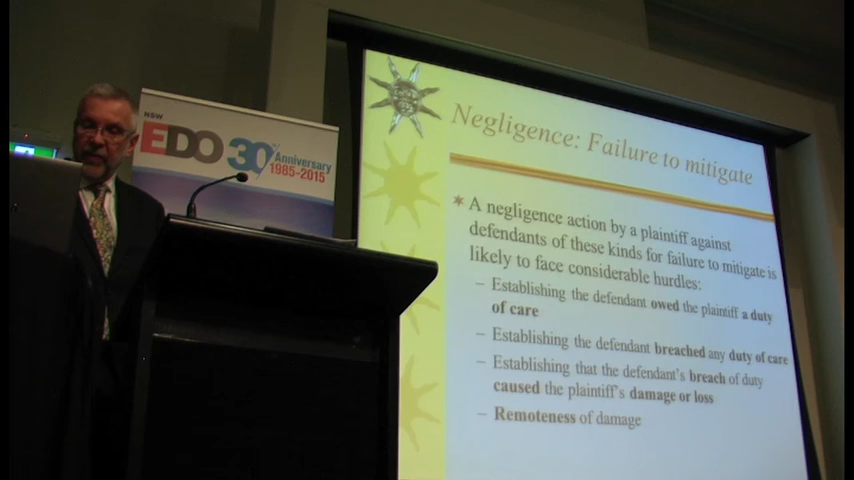 NSW
EDO 30th Anniversary
1985-2015
Negligence: Failure to mitigate
A negligence action by a plaintiff against
defendants of these kinds for failure to mitigate is
likely to face considerable hurdles:
– Establishing the defendant owed the plaintiff a duty
of care
– Establishing the defendant breached any duty of care
– Establishing that the defendant's breach of duty
caused the plaintiff's damage or loss
– Remoteness of damage